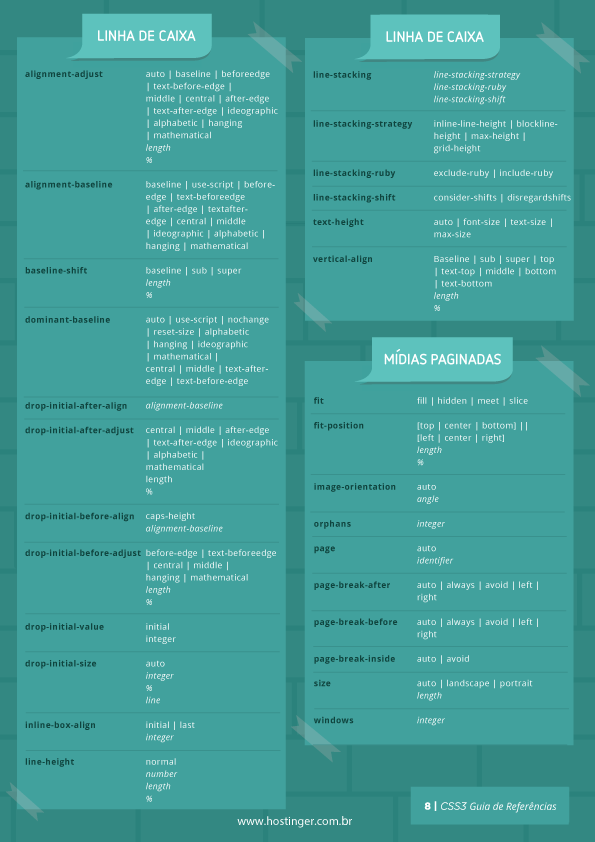 LINHA DE CAIXA
alignment-adjust auto | baseline | beforeedge
| text-before-edge |
middle | central | after-edge
| text-after-edge | ideographic
| alphabetic | hanging
| mathematical
length
%
alignment-baseline baseline | use-script | before-
edge | text-beforeedge
| after-edge | textafter-
edge | central | middle
| ideographic | alphabetic |
hanging | mathematical
baseline-shift baseline | sub | super
length
%
dominant-baseline auto | use-script | nochange
| reset-size | alphabetic
| hanging | ideographic
| mathematical |
central | middle | text-after-
edge | text-before-edge
drop-initial-after-align alignment-baseline
drop-initial-after-adjust central | middle | after-edge
| text-after-edge | ideographic
| alphabetic |
mathematical
length
%
drop-initial-before-align caps-height
alignment-baseline
drop-initial-before-adjust before-edge | text-beforeedge
| central | middle |
hanging | mathematical
length
%
drop-initial-value initial
integer
drop-initial-size auto
integer
%
line
inline-box-align initial | last
integer
line-height normal
number
length
%
LINHA DE CAIXA
line-stacking line-stacking-strategy
line-stacking-ruby
line-stacking-shift
line-stacking-strategy inline-line-height | blockline-
height | max-height |
grid-height
line-stacking-ruby exclude-ruby | include-ruby
line-stacking-shift consider-shifts | disregardshifts
text-height auto | font-size | text-size |
max-size
vertical-align Baseline | sub | super | top
| text-top | middle | bottom
| text-bottom
length
%
MÍDIAS PAGINADAS
fit fill | hidden | meet | slice
fit-position [top | center | bottom] ||
[left | center | right]
length
%
image-orientation auto
angle
orphans integer
page auto
identifier
page-break-after auto | always | avoid | left |
right
page-break-before auto | always | avoid | left |
right
page-break-inside auto | avoid
size auto | landscape | portrait
length
windows integer
8 | CSS3 Guia de Referências
www.hostinger.com.br